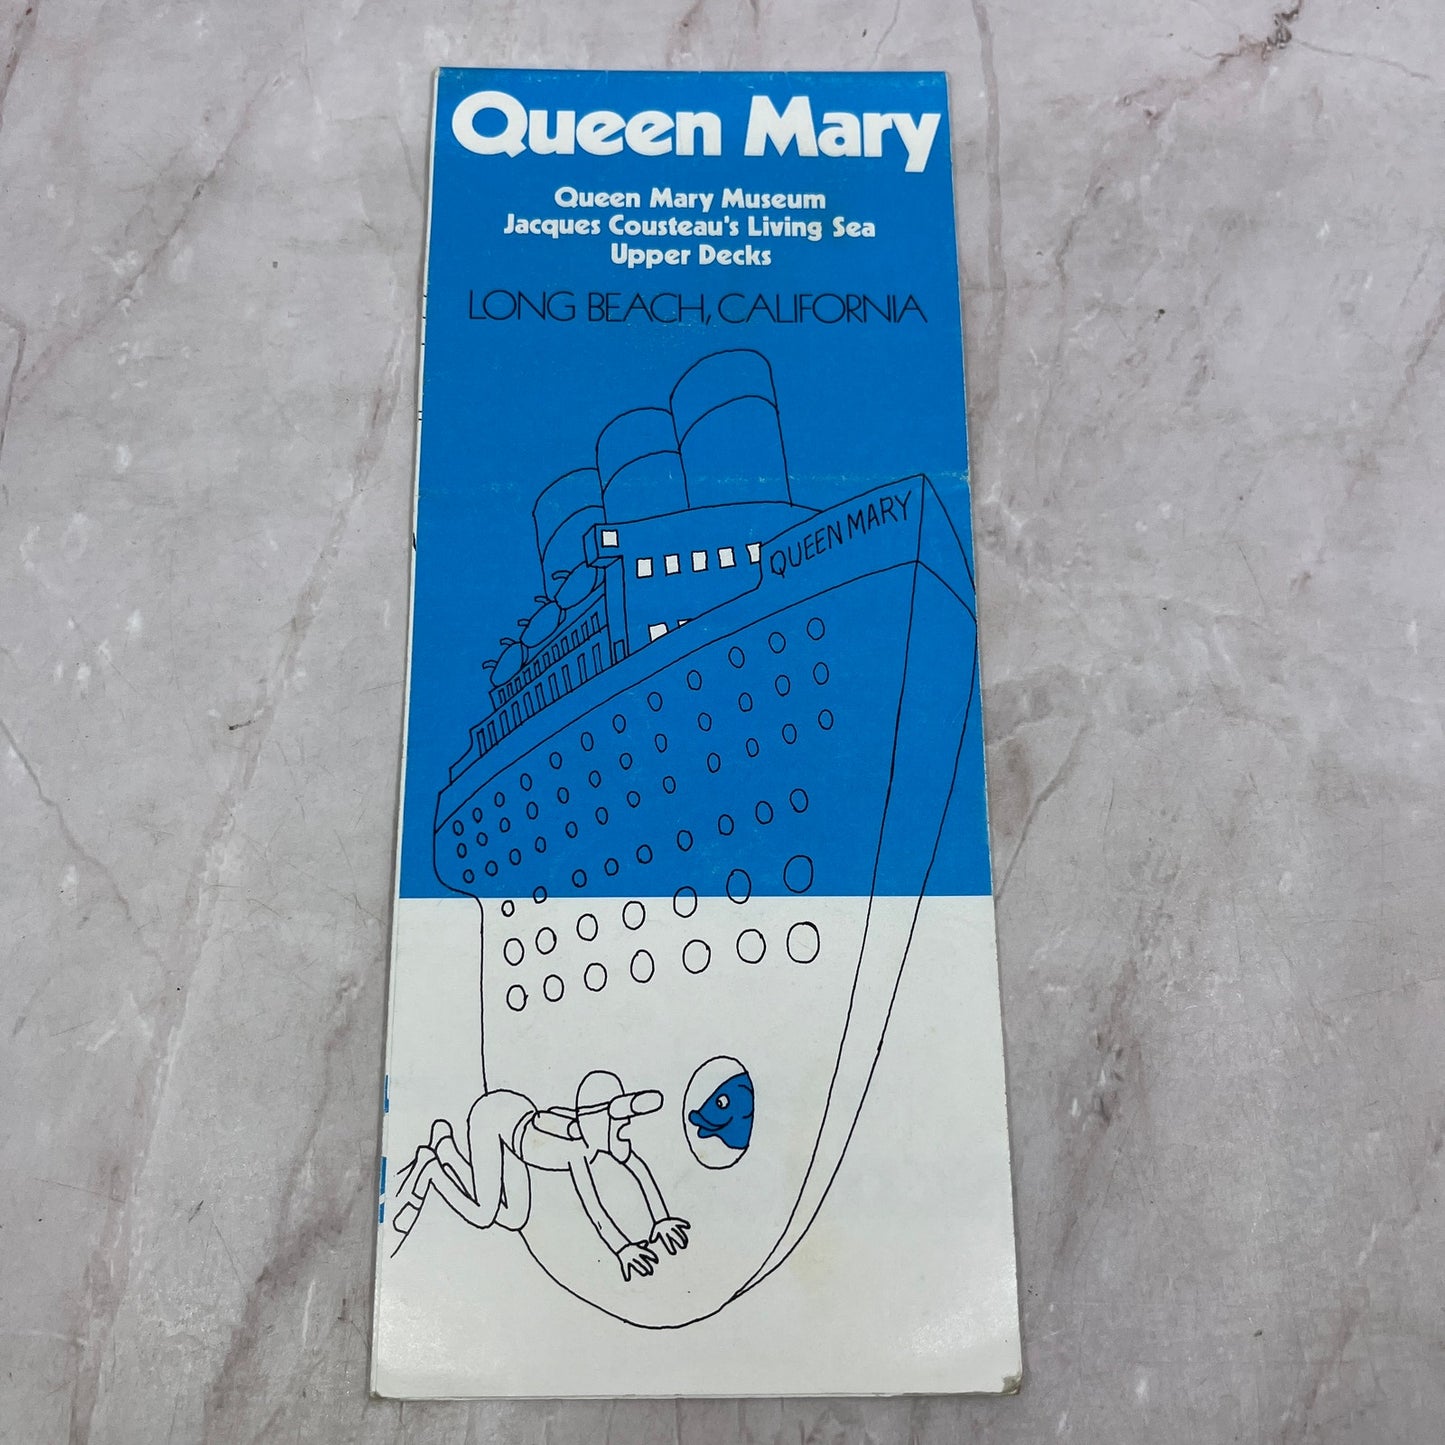 Queen Mary
Queen Mary Museum
Jacques Cousteau's Living Sea
Upper Decks
LONG BEACH, CALIFORNIA
QUEEN MARY